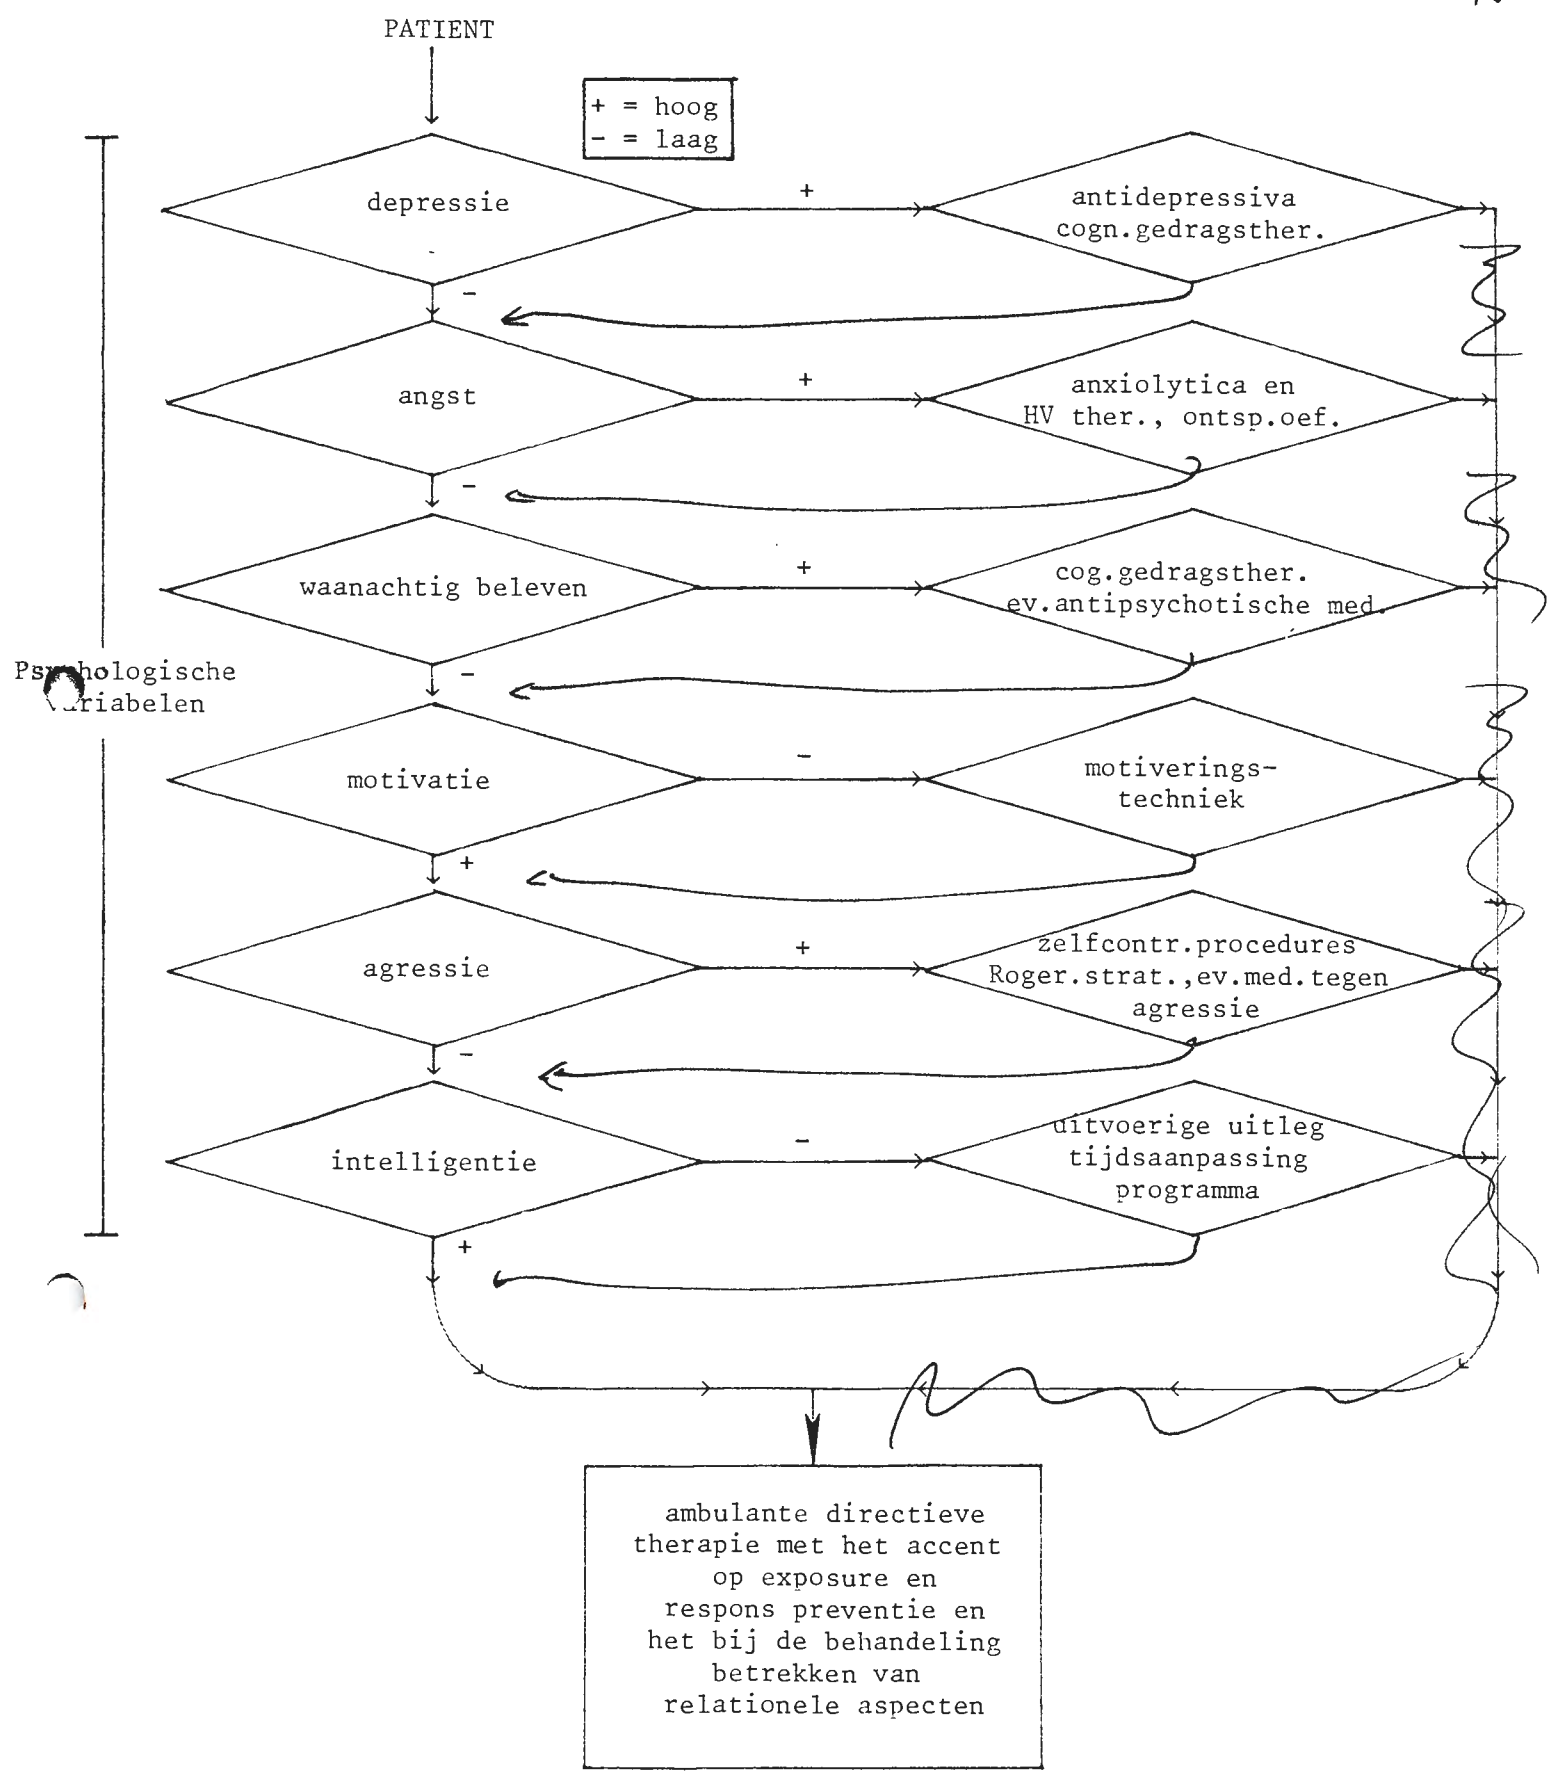 PATIENT
+ = hoog
- = laag
depressie
+
antidepressiva
cogn.gedragsther.
-
angst
+
anxiolytica en
HV ther., ontsp.oef.
-
waanachtig beleven
+
cog.gedragsther.
ev.antipsychotische med.
-
Psychologische
variabelen
motivatie
-
motiverings-
techniek
+
agressie
+
zelfcontr.procedures
Roger.strat.,ev.med.tegen
agressie
-
intelligentie
-
uitvoerige uitleg
tijdsaanpassing
programma
+
ambulante directieve
therapie met het accent
op exposure en
respons preventie en
het bij de behandeling
betrekken van
relationele aspecten